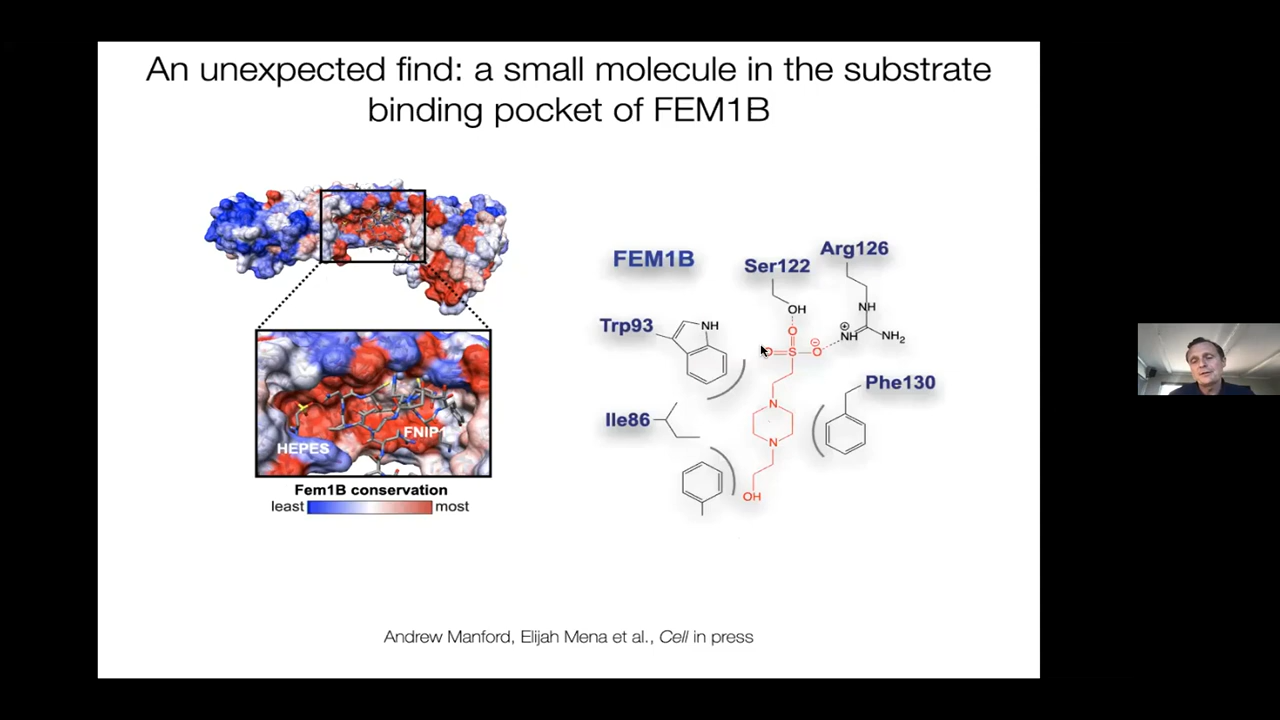 An unexpected find: a small molecule in the substrate
binding pocket of FEM1B
HEPES
FNIP1
Fem1B conservation
least
most
FEM1B
Ser122
Arg126
Trp93
Phe130
Ile86
OH
NH
NH
⊕
NH
NH₂
O
O
S
O
⊖
N
N
OH
Andrew Manford, Elijah Mena et al., Cell in press